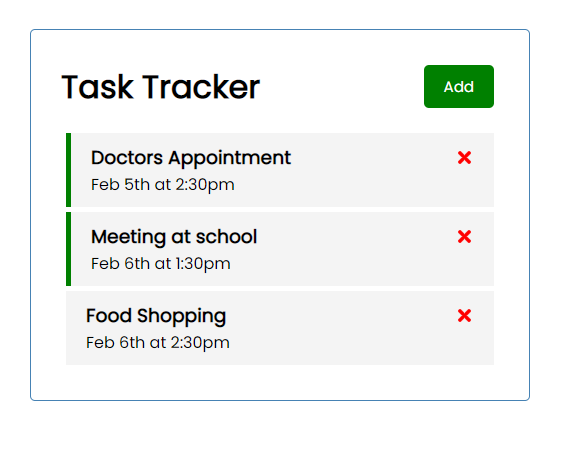 Task Tracker
Add
Doctors Appointment
Feb 5th at 2:30pm
Meeting at school
Feb 6th at 1:30pm
Food Shopping
Feb 6th at 2:30pm